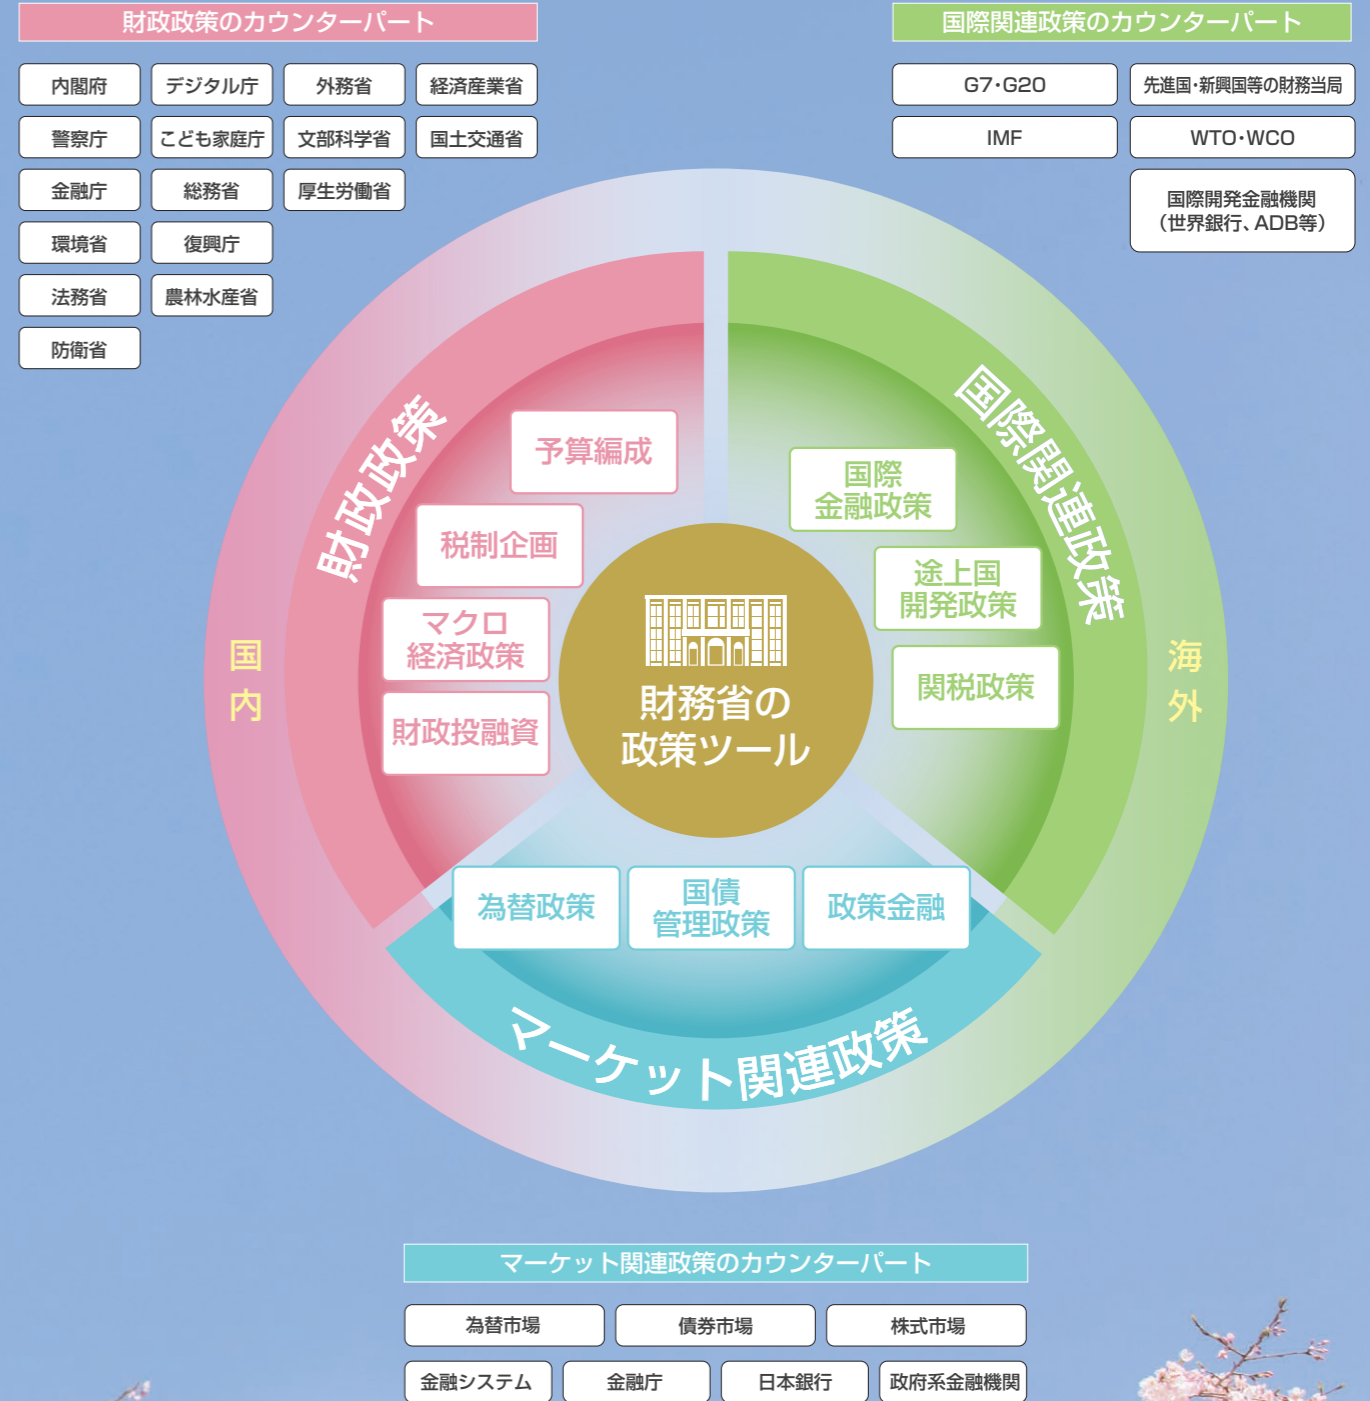 財政政策のカウンターパート
内閣府 デジタル庁 外務省 経済産業省
警察庁 こども家庭庁 文部科学省 国土交通省
金融庁 総務省 厚生労働省
環境省 復興庁
法務省 農林水産省
防衛省
国際関連政策のカウンターパート
G7・G20 先進国・新興国等の財務当局
IMF WTO・WCO
国際開発金融機関
（世界銀行、ADB等）
国内
財政政策
予算編成
税制企画
マクロ
経済政策
財政投融資
財務省の
政策ツール
国際関連政策
国際
金融政策
途上国
開発政策
関税政策
海外
為替政策
国債
管理政策
政策金融
マーケット関連政策
マーケット関連政策のカウンターパート
為替市場 債券市場 株式市場
金融システム 金融庁 日本銀行 政府系金融機関